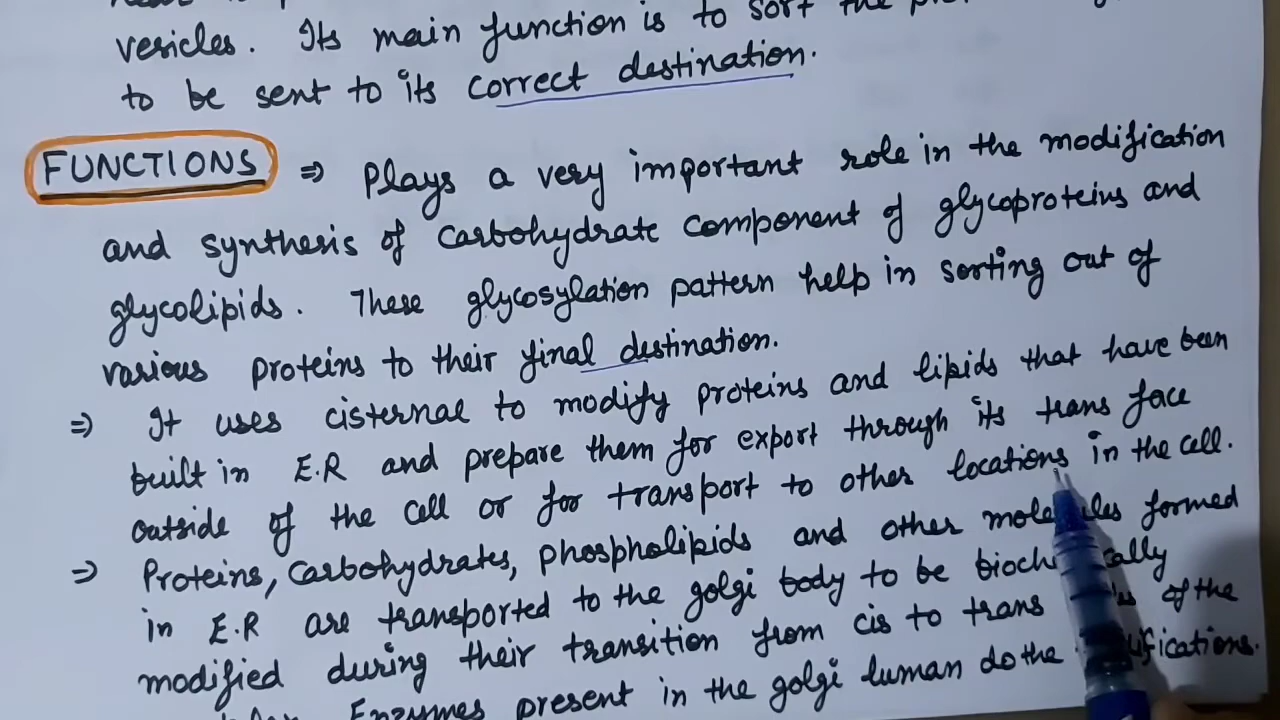 vesicles. Its main function is to sort the
to be sent to its correct destination.
FUNCTIONS ⇒ Plays a very important role in the modification
and synthesis of carbohydrate component of glycoproteins and
glycolipids. These glycosylation pattern help in sorting out of
various proteins to their final destination.
⇒ It uses cisternae to modify proteins and lipids that have been
built in E.R and prepare them for export through its trans face
outside of the cell or for transport to other locations in the cell.
⇒ Proteins, carbohydrates, phospholipids and other molecules formed
in E.R are transported to the golgi body to be biochemically
modified during their transition from cis to trans of the
Enzymes present in the golgi luman do the modifications.